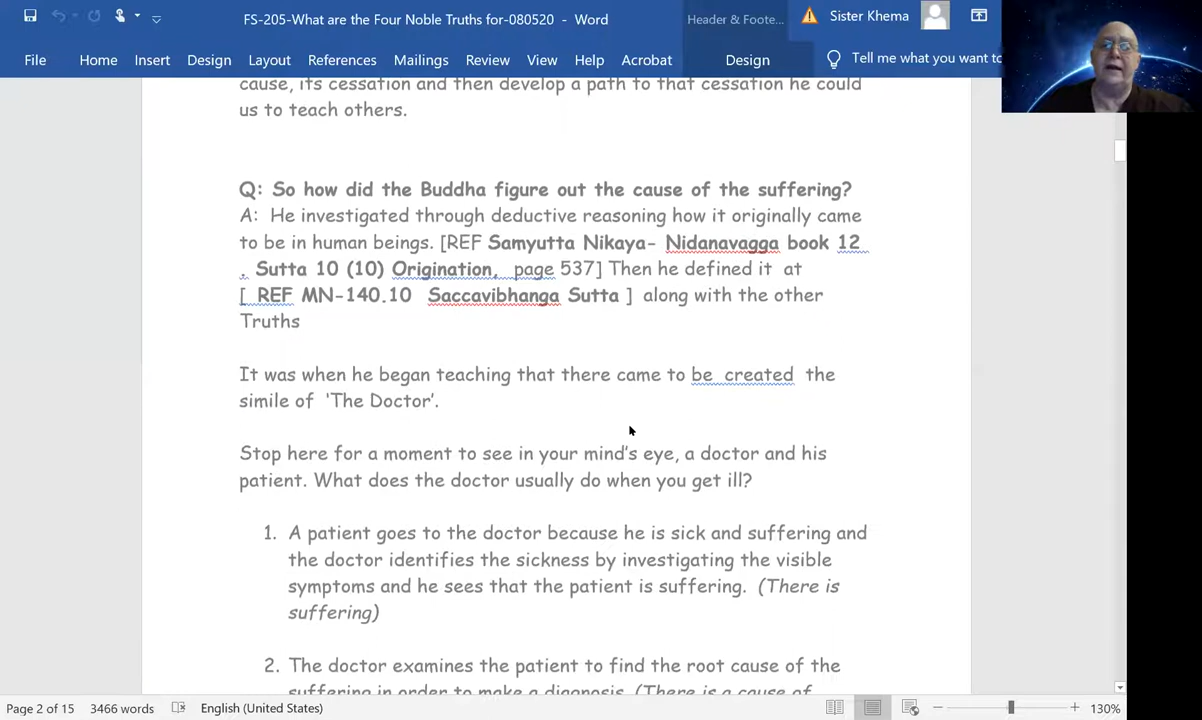 FS-205-What are the Four Noble Truths for-080520 - Word
Header & Foote...
Sister Khema
File Home Insert Design Layout References Mailings Review View Help Acrobat Design Tell me what you want to
cause, its cessation and then develop a path to that cessation he could
us to teach others.
Q: So how did the Buddha figure out the cause of the suffering?
A: He investigated through deductive reasoning how it originally came
to be in human beings. [REF Samyutta Nikaya- Nidanavagga book 12
. Sutta 10 (10) Origination, page 537] Then he defined it at
[ REF MN-140.10 Saccavibhanga Sutta ] along with the other
Truths
It was when he began teaching that there came to be created the
simile of ‘The Doctor’.
Stop here for a moment to see in your mind’s eye, a doctor and his
patient. What does the doctor usually do when you get ill?
1. A patient goes to the doctor because he is sick and suffering and
the doctor identifies the sickness by investigating the visible
symptoms and he sees that the patient is suffering. (There is
suffering)
2. The doctor examines the patient to find the root cause of the
suffering in order to make a diagnosis. (There is a cause of
Page 2 of 15 3466 words English (United States) 130%